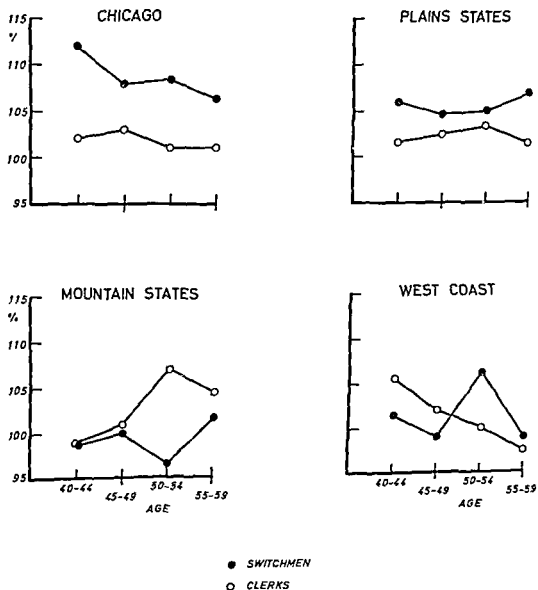 CHICAGO
PLAINS STATES
115
%
110
105
100
95
MOUNTAIN STATES
WEST COAST
115
%
110
105
100
95
40-44
45-49
50-54
55-59
AGE
40-44
45-49
50-54
55-59
AGE
● SWITCHMEN
○ CLERKS